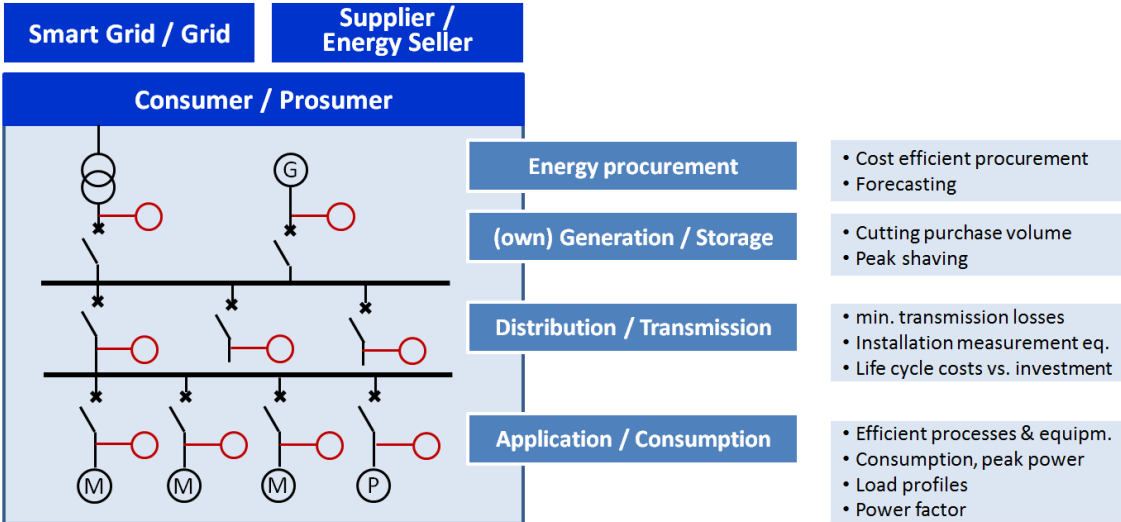 Smart Grid / Grid
Supplier /
Energy Seller
Consumer / Prosumer
G
Energy procurement
• Cost efficient procurement
• Forecasting
(own) Generation / Storage
• Cutting purchase volume
• Peak shaving
Distribution / Transmission
• min. transmission losses
• Installation measurement eq.
• Life cycle costs vs. investment
Application / Consumption
• Efficient processes & equipm.
• Consumption, peak power
• Load profiles
• Power factor
M
M
M
P